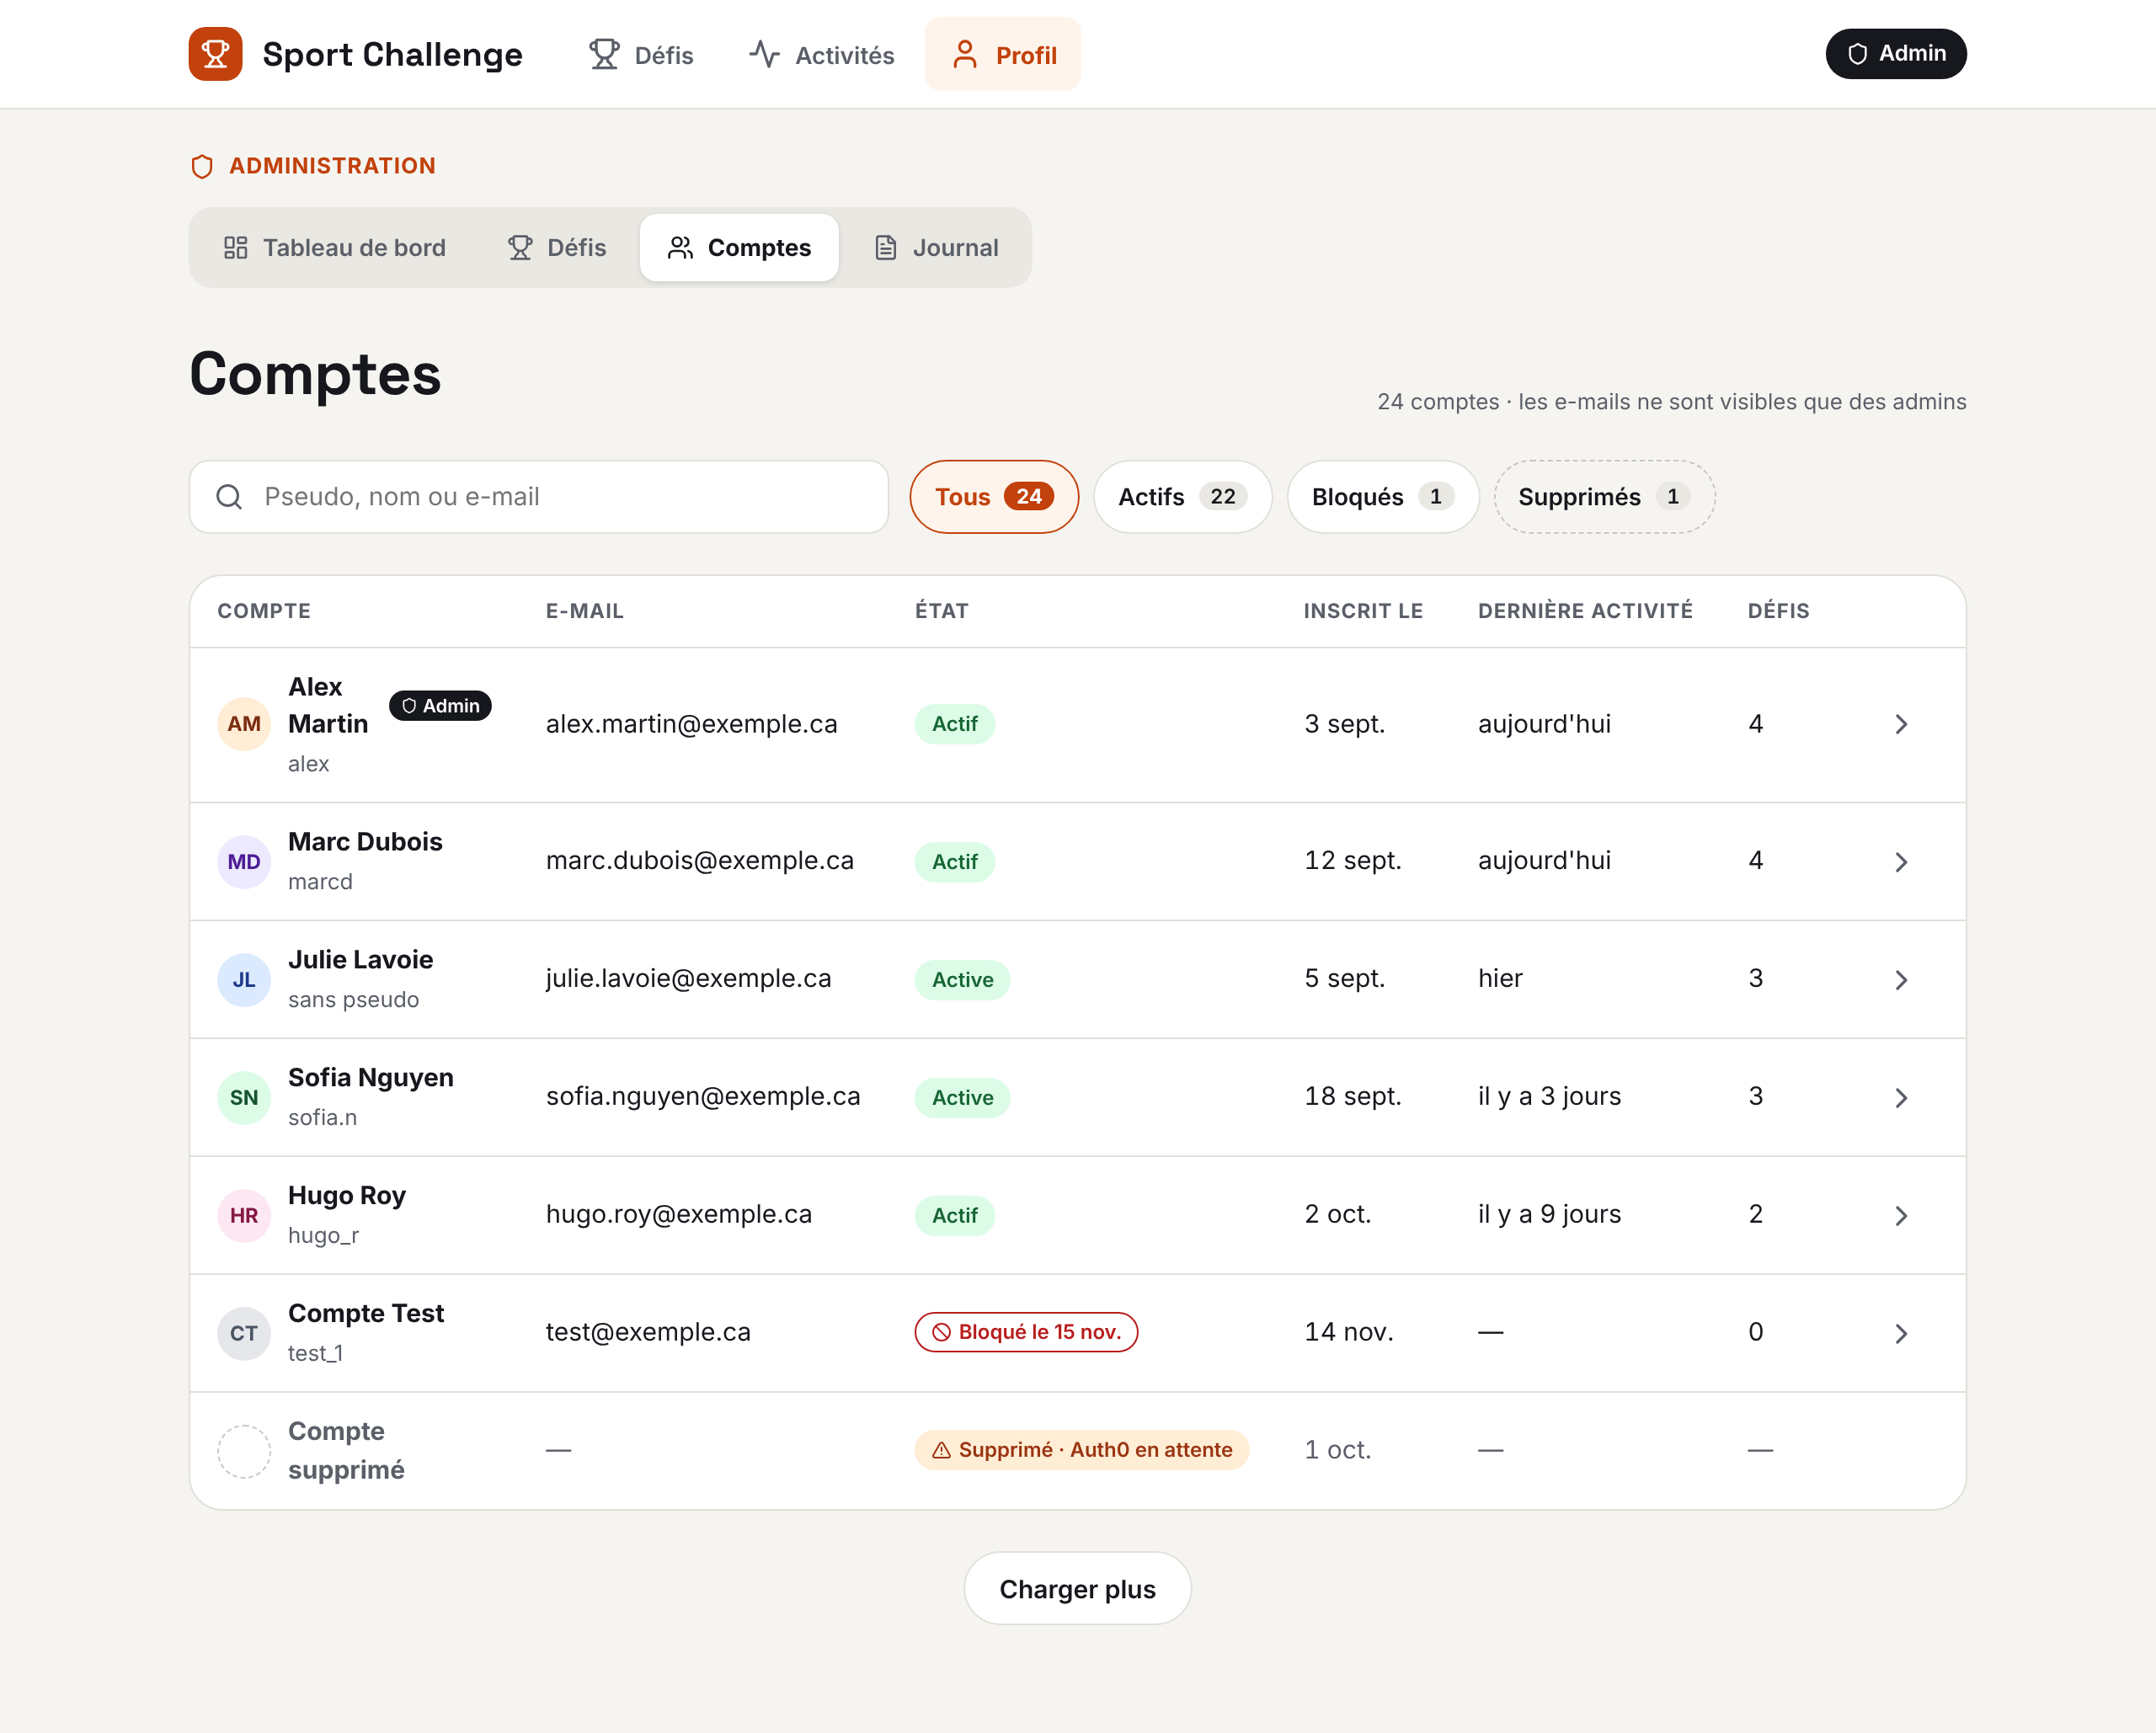 Sport Challenge
Défis
Activités
Profil
Admin
ADMINISTRATION
Tableau de bord
Défis
Comptes
Journal
Comptes
24 comptes · les e-mails ne sont visibles que des admins
Pseudo, nom ou e-mail
Tous 24
Actifs 22
Bloqués 1
Supprimés 1
COMPTE E-MAIL ÉTAT INSCRIT LE DERNIÈRE ACTIVITÉ DÉFIS
AM
Alex
Martin
Admin
alex
alex.martin@exemple.ca
Actif
3 sept.
aujourd'hui
4
MD
Marc Dubois
marcd
marc.dubois@exemple.ca
Actif
12 sept.
aujourd'hui
4
JL
Julie Lavoie
sans pseudo
julie.lavoie@exemple.ca
Active
5 sept.
hier
3
SN
Sofia Nguyen
sofia.n
sofia.nguyen@exemple.ca
Active
18 sept.
il y a 3 jours
3
HR
Hugo Roy
hugo_r
hugo.roy@exemple.ca
Actif
2 oct.
il y a 9 jours
2
CT
Compte Test
test_1
test@exemple.ca
Bloqué le 15 nov.
14 nov.
—
0
Compte
supprimé
—
Supprimé · Auth0 en attente
1 oct.
—
—
Charger plus